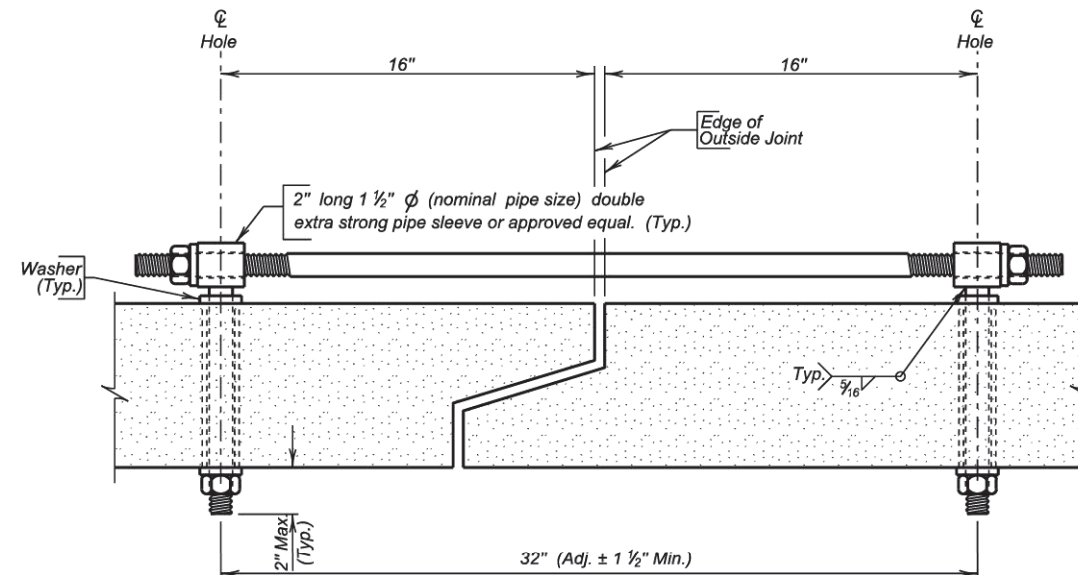 ℄
Hole
℄
Hole
16"
16"
Edge of
Outside Joint
2" long 1 ½" ϕ (nominal pipe size) double
extra strong pipe sleeve or approved equal. (Typ.)
Washer
(Typ.)
Typ.
5/16
2" Max.
(Typ.)
32" (Adj. ± 1 ½" Min.)